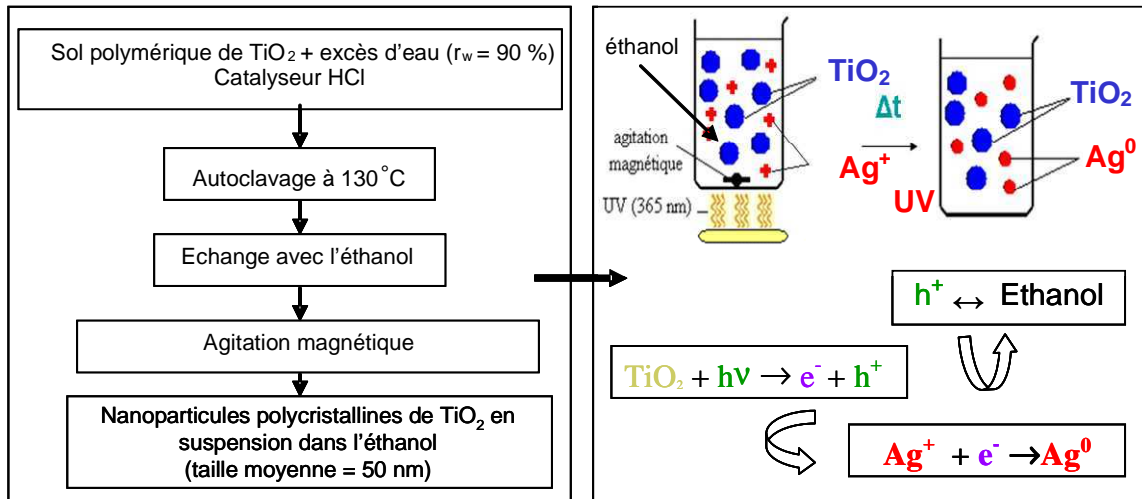 Sol polymérique de TiO₂ + excès d'eau (r_w = 90 %)
Catalyseur HCl
Autoclavage à 130°C
Echange avec l'éthanol
Agitation magnétique
Nanoparticules polycristallines de TiO₂ en
suspension dans l'éthanol
(taille moyenne = 50 nm)
éthanol
TiO₂
agitation
magnétique
UV (365 nm)
Δt
Ag⁺
UV
TiO₂
Ag⁰
h⁺ ↔ Ethanol
TiO₂ + hν → e⁻ + h⁺
Ag⁺ + e⁻ → Ag⁰